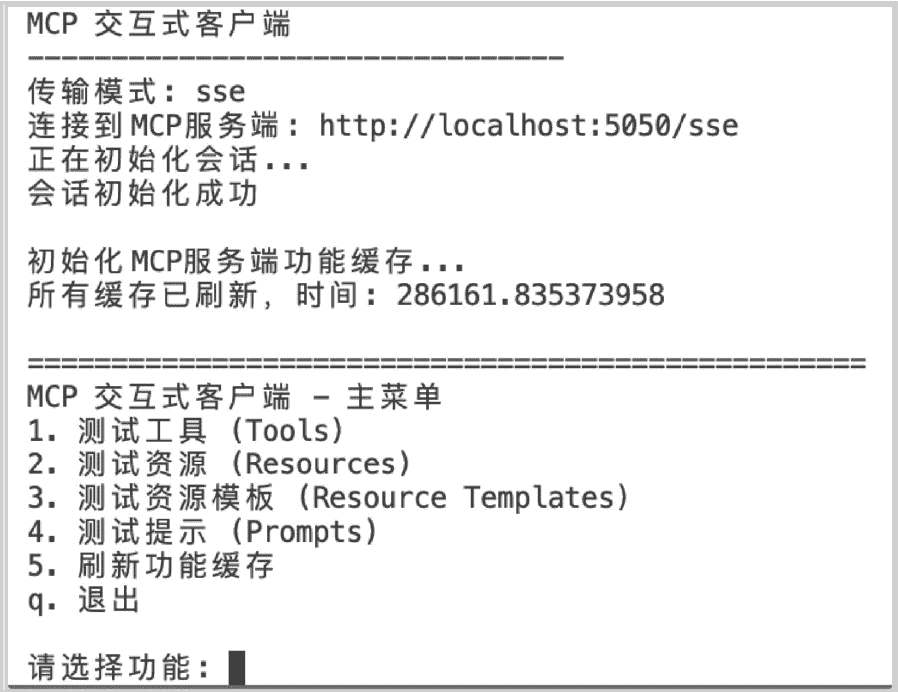 MCP 交互式客户端
--------------------------------
传输模式: sse
连接到MCP服务端: http://localhost:5050/sse
正在初始化会话...
会话初始化成功
初始化MCP服务端功能缓存...
所有缓存已刷新, 时间: 286161.835373958
==================================================
MCP 交互式客户端 - 主菜单
1. 测试工具 (Tools)
2. 测试资源 (Resources)
3. 测试资源模板 (Resource Templates)
4. 测试提示 (Prompts)
5. 刷新功能缓存
q. 退出
请选择功能: